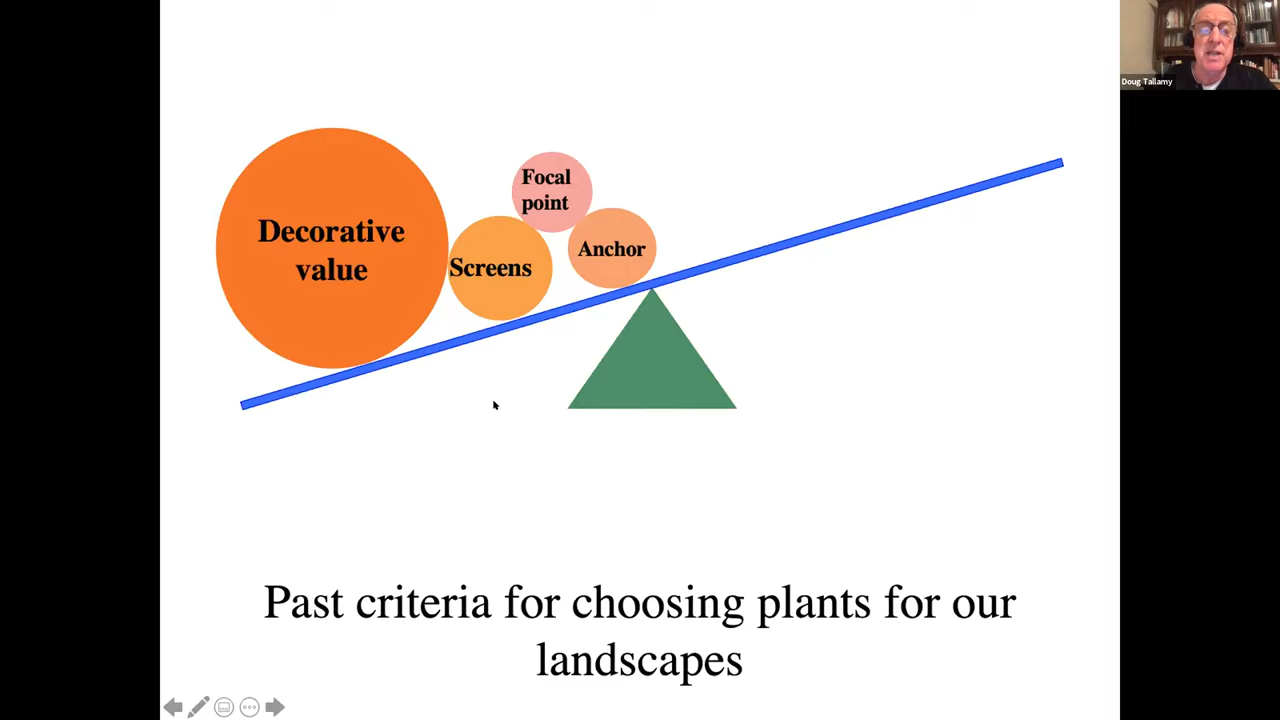 Doug Tallamy
Focal
point
Decorative
value
Screens
Anchor
Past criteria for choosing plants for our
landscapes